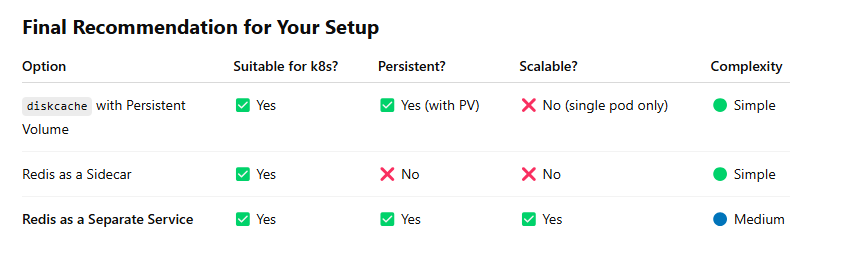 Final Recommendation for Your Setup
Option Suitable for k8s? Persistent? Scalable? Complexity
diskcache with Persistent Volume ✅ Yes ✅ Yes (with PV) ❌ No (single pod only) 🟢 Simple
Redis as a Sidecar ✅ Yes ❌ No ❌ No 🟢 Simple
Redis as a Separate Service ✅ Yes ✅ Yes ✅ Yes 🔵 Medium